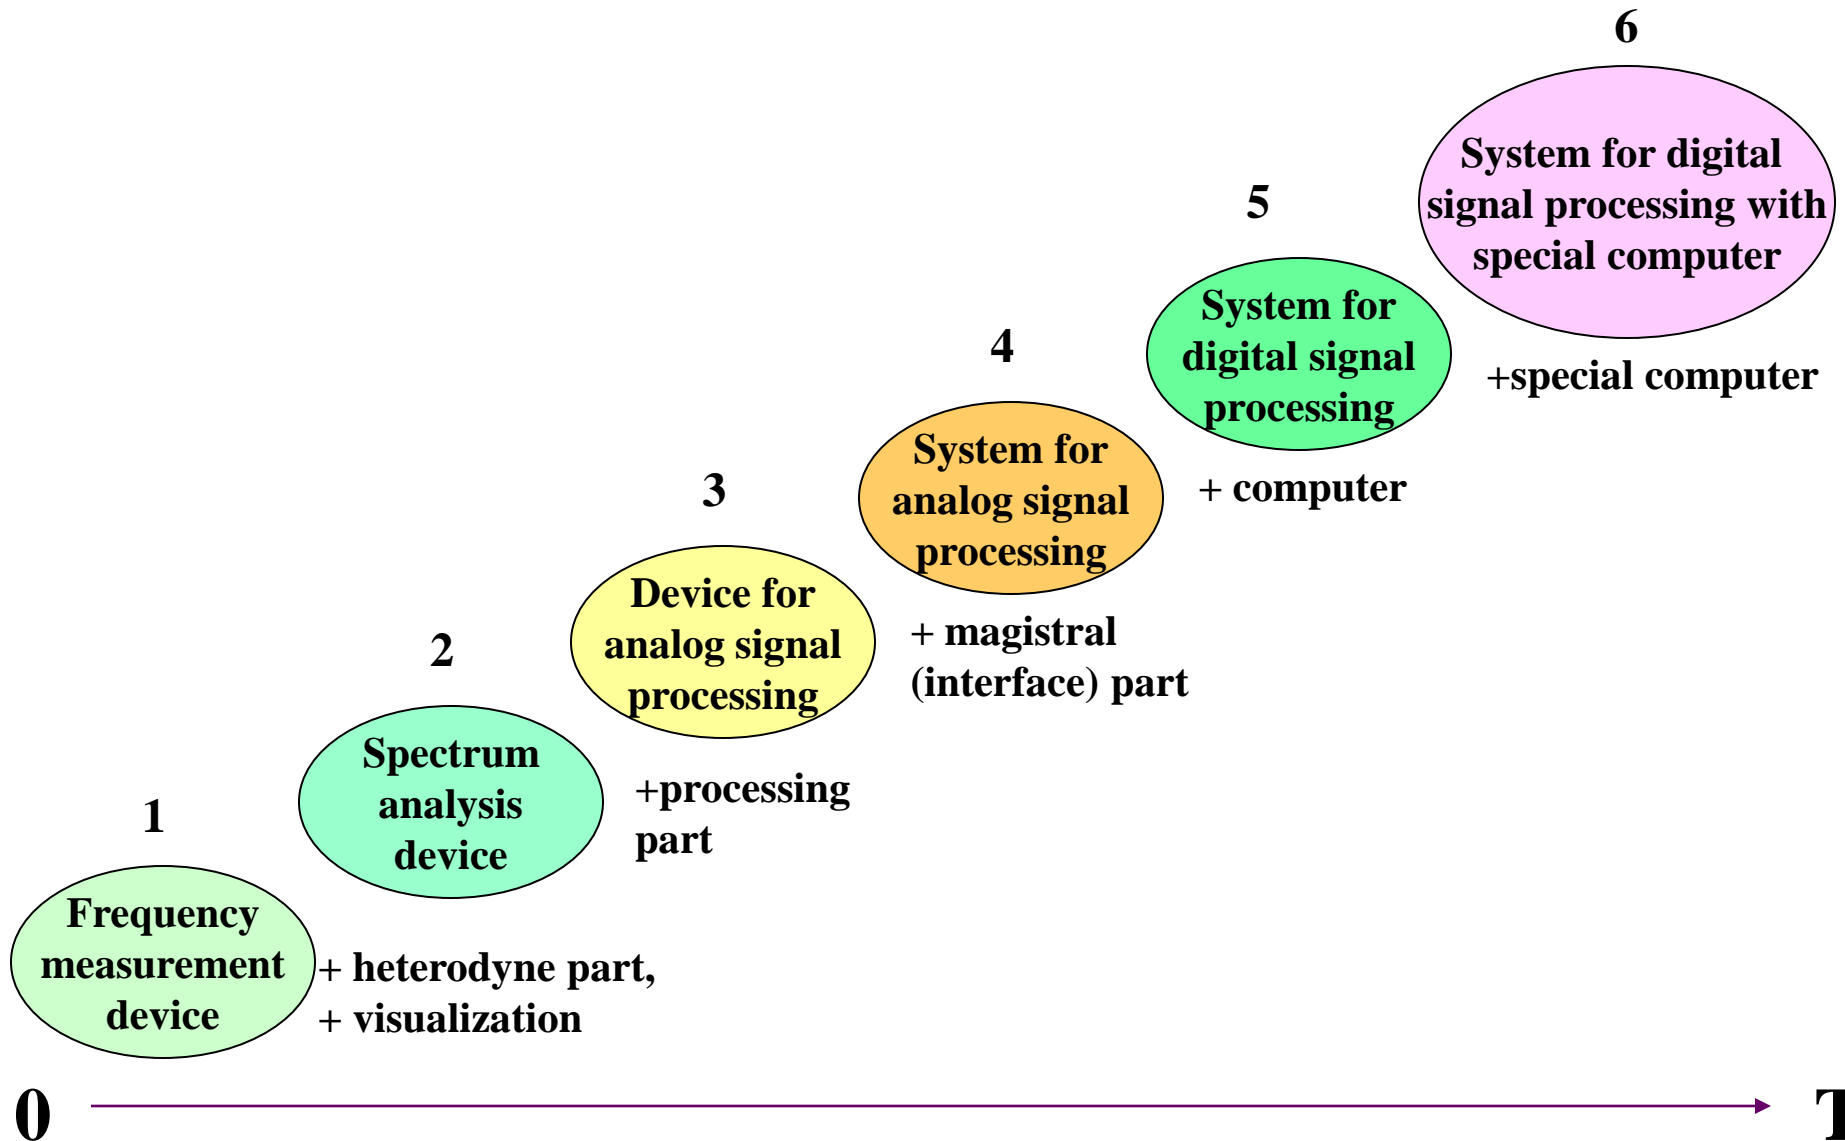 1
Frequency
measurement
device
+ heterodyne part,
+ visualization
2
Spectrum
analysis
device
+processing
part
3
Device for
analog signal
processing
+ magistral
(interface) part
4
System for
analog signal
processing
+ computer
5
System for
digital signal
processing
+special computer
6
System for digital
signal processing with
special computer
0
T